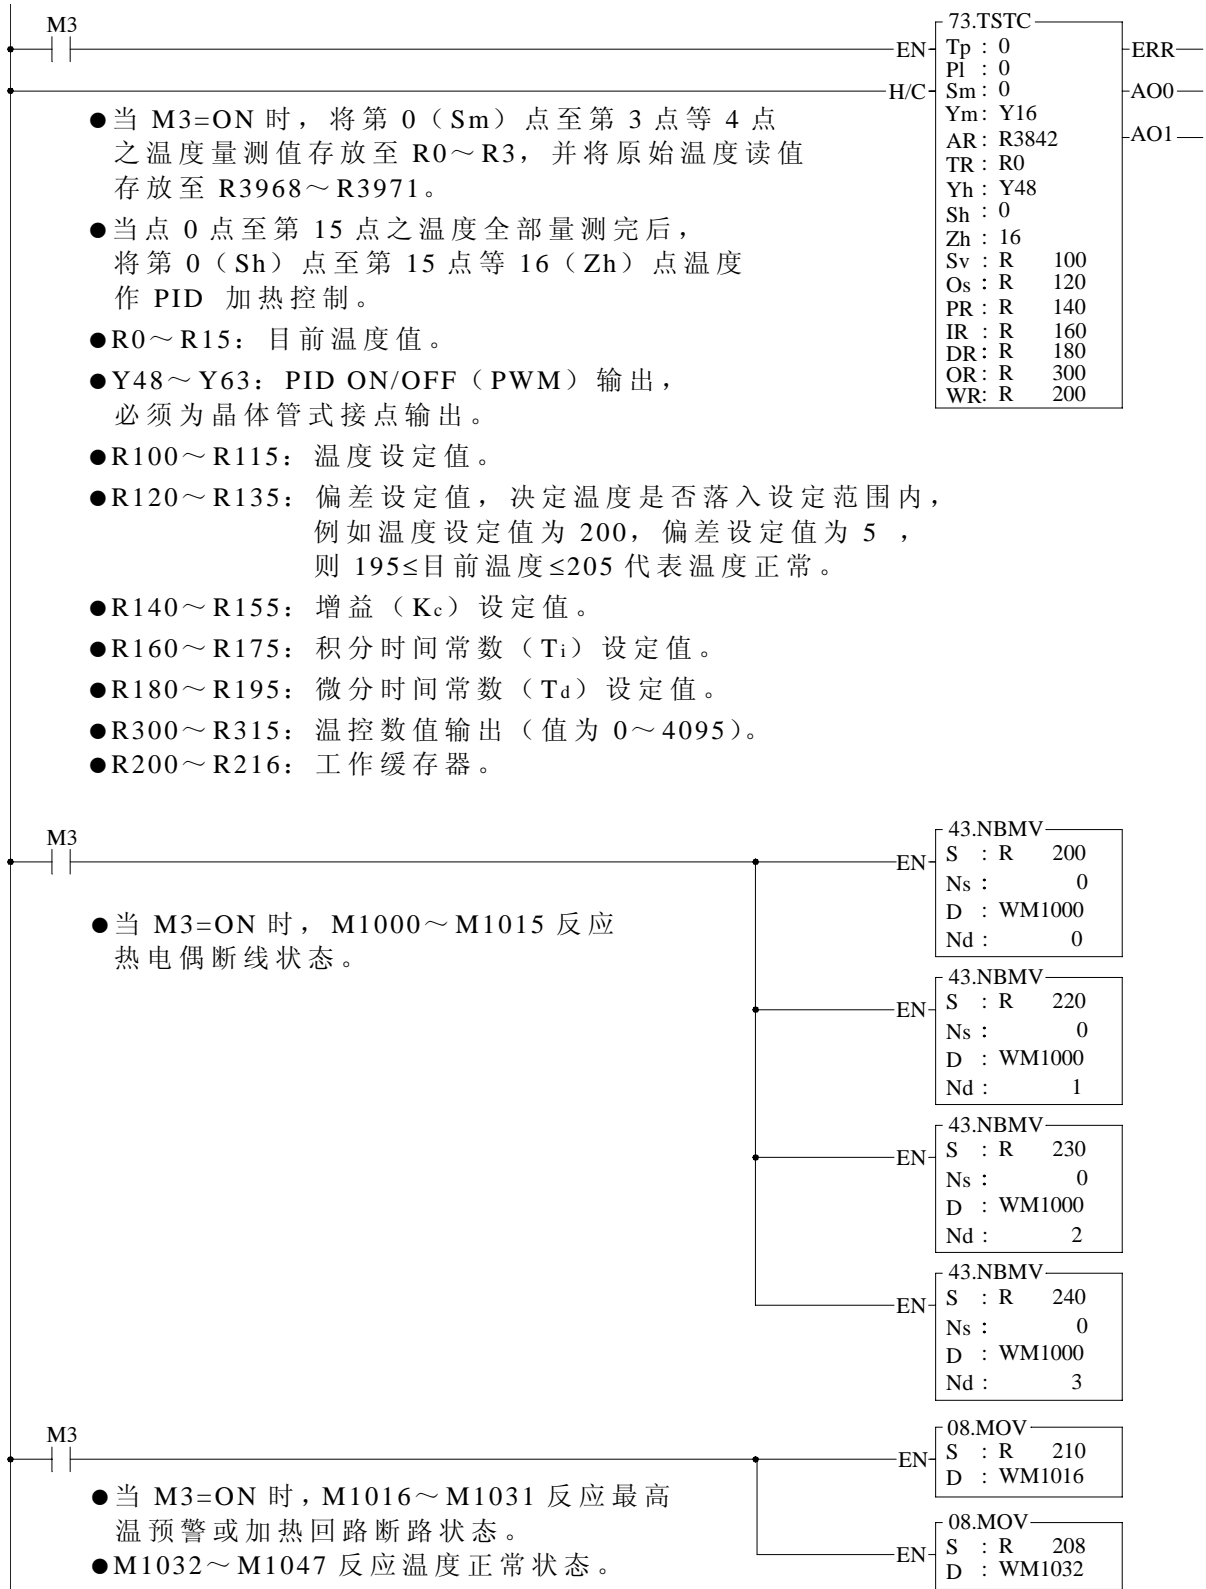 M3
EN
H/C
73.TSTC
Tp : 0
Pl : 0
Sm : 0
Ym : Y16
AR : R3842
TR : R0
Yh : Y48
Sh : 0
Zh : 16
Sv : R 100
Os : R 120
PR : R 140
IR : R 160
DR : R 180
OR : R 300
WR: R 200
ERR
AO0
AO1
●当 M3=ON 时，将第 0（Sm）点至第 3 点等 4 点
之温度量测值存放至 R0～R3，并将原始温度读值
存放至 R3968～R3971。
●当点 0 点至第 15 点之温度全部量测完后，
将第 0（Sh）点至第 15 点等 16（Zh）点温度
作 PID 加热控制。
●R0～R15：目前温度值。
●Y48～Y63：PID ON/OFF（PWM）输出，
必须为晶体管式接点输出。
●R100～R115：温度设定值。
●R120～R135：偏差设定值，决定温度是否落入设定范围内，
例如温度设定值为 200，偏差设定值为 5 ，
则 195≤目前温度≤205 代表温度正常。
●R140～R155：增益（Kc）设定值。
●R160～R175：积分时间常数（Ti）设定值。
●R180～R195：微分时间常数（Td）设定值。
●R300～R315：温控数值输出（值为 0～4095）。
●R200～R216：工作缓存器。
M3
EN
43.NBMV
S : R 200
Ns : 0
D : WM1000
Nd : 0
●当 M3=ON 时，M1000～M1015 反应
热电偶断线状态。
EN
43.NBMV
S : R 220
Ns : 0
D : WM1000
Nd : 1
EN
43.NBMV
S : R 230
Ns : 0
D : WM1000
Nd : 2
EN
43.NBMV
S : R 240
Ns : 0
D : WM1000
Nd : 3
M3
EN
08.MOV
S : R 210
D : WM1016
●当 M3=ON 时，M1016～M1031 反应最高
温预警或加热回路断路状态。
●M1032～M1047 反应温度正常状态。
EN
08.MOV
S : R 208
D : WM1032